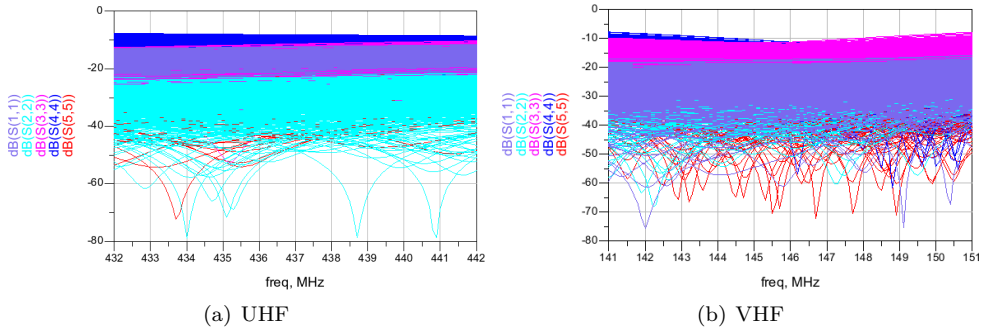 0
-20
-40
-60
-80
432 433 434 435 436 437 438 439 440 441 442
freq, MHz
dB(S(1,1))
dB(S(2,2))
dB(S(3,3))
dB(S(4,4))
dB(S(5,5))
(a) UHF
0
-10
-20
-30
-40
-50
-60
-70
-80
141 142 143 144 145 146 147 148 149 150 151
freq, MHz
dB(S(1,1))
dB(S(2,2))
dB(S(3,3))
dB(S(4,4))
dB(S(5,5))
(b) VHF